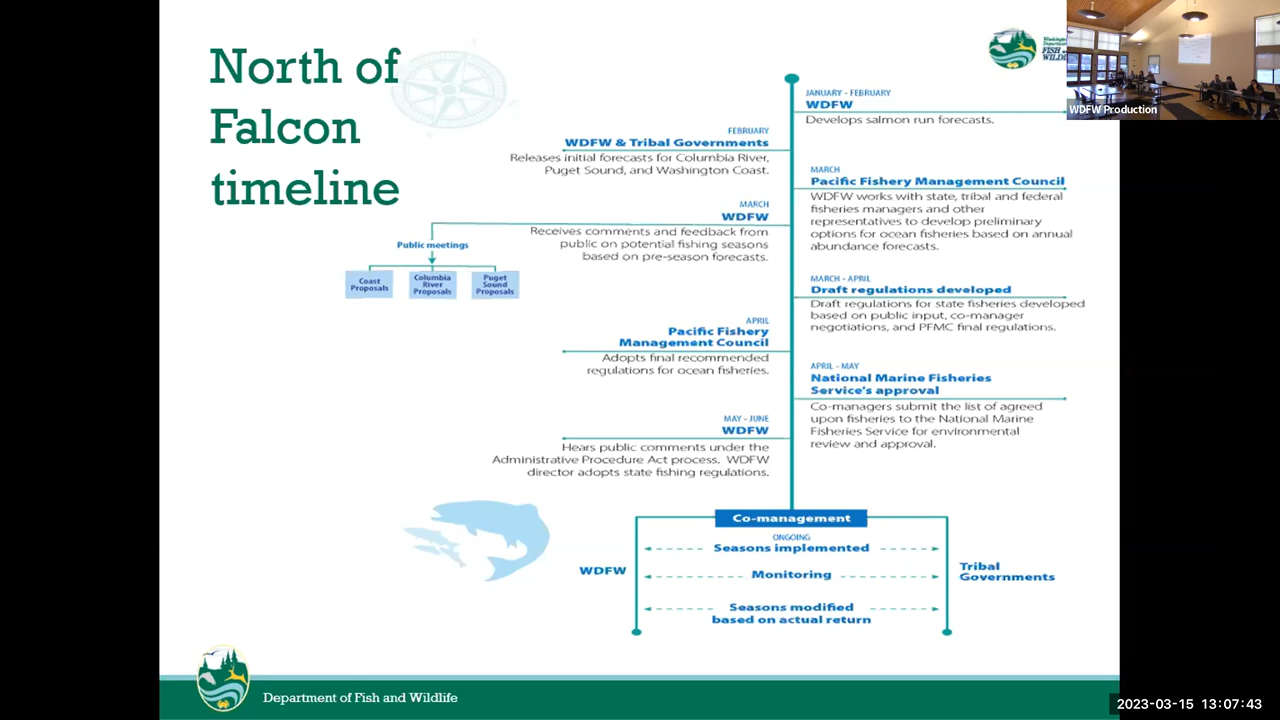 North of
Falcon
timeline
Washington
Department
FISH
WILDL
WDFW Production
JANUARY - FEBRUARY
WDFW
Develops salmon run forecasts.
FEBRUARY
WDFW & Tribal Governments
Releases initial forecasts for Columbia River,
Puget Sound, and Washington Coast.
MARCH
Pacific Fishery Management Council
WDFW works with state, tribal and federal
fisheries managers and other
representatives to develop preliminary
options for ocean fisheries based on annual
abundance forecasts.
MARCH
WDFW
Receives comments and feedback from
public on potential fishing seasons
based on pre-season forecasts.
Public meetings
Coast
Proposals
Columbia
River
Proposals
Puget
Sound
Proposals
MARCH - APRIL
Draft regulations developed
Draft regulations for state fisheries developed
based on public input, co-manager
negotiations, and PFMC final regulations.
APRIL
Pacific Fishery
Management Council
Adopts final recommended
regulations for ocean fisheries.
APRIL - MAY
National Marine Fisheries
Service's approval
Co-managers submit the list of agreed
upon fisheries to the National Marine
Fisheries Service for environmental
review and approval.
MAY - JUNE
WDFW
Hears public comments under the
Administrative Procedure Act process. WDFW
director adopts state fishing regulations.
Co-management
ONGOING
Seasons implemented
WDFW
Monitoring
Tribal
Governments
Seasons modified
based on actual return
Department of Fish and Wildlife
2023-03-15 13:07:43